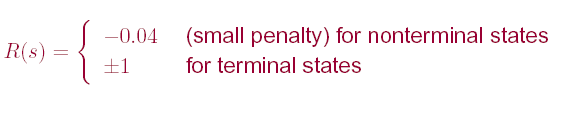 R(s) = { −0.04 (small penalty) for nonterminal states
±1 for terminal states